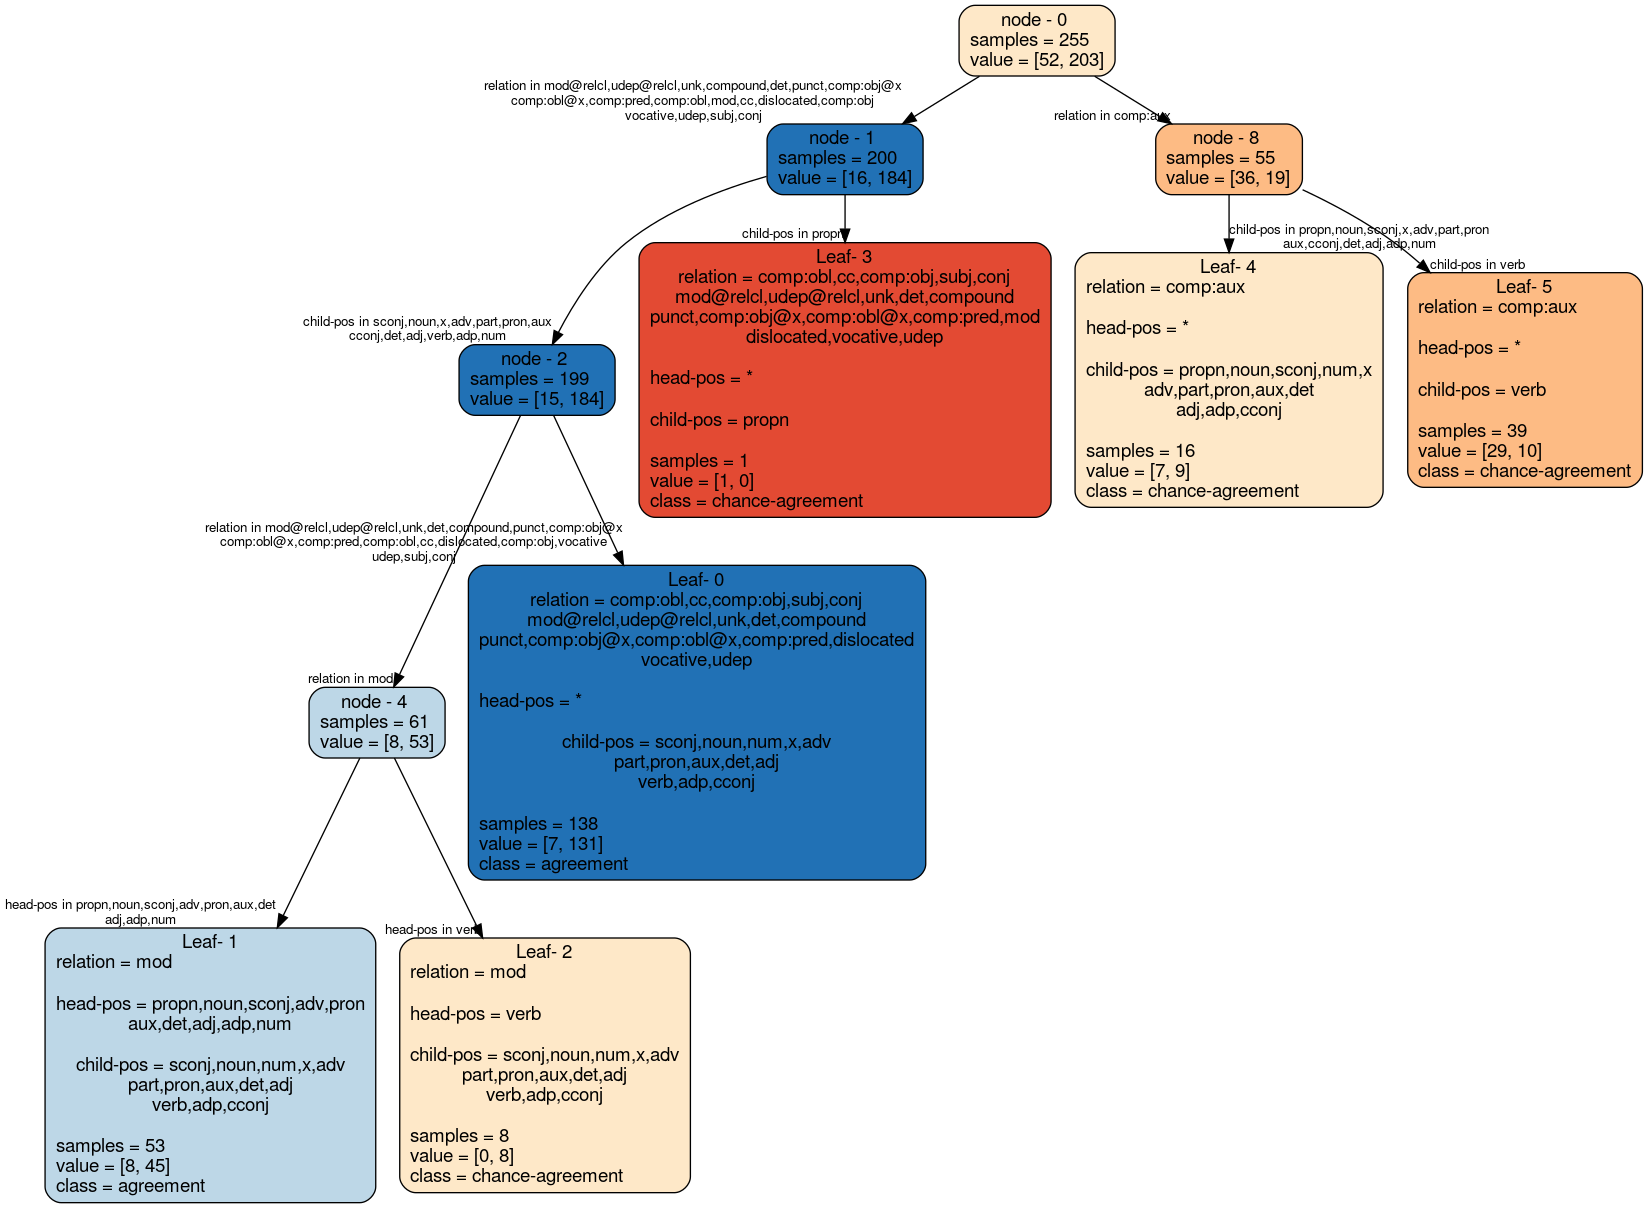 node - 0
samples = 255
value = [52, 203]
relation in mod@relcl,udep@relcl,unk,compound,det,punct,comp:obj@x
comp:obl@x,comp:pred,comp:obl,mod,cc,dislocated,comp:obj
vocative,udep,subj,conj
relation in comp:aux
node - 1
samples = 200
value = [16, 184]
node - 8
samples = 55
value = [36, 19]
child-pos in propn
child-pos in propn,noun,sconj,x,adv,part,pron
aux,cconj,det,adj,adp,num
child-pos in verb
Leaf- 3
relation = comp:obl,cc,comp:obj,subj,conj
mod@relcl,udep@relcl,unk,det,compound
punct,comp:obj@x,comp:obl@x,comp:pred,mod
dislocated,vocative,udep
head-pos = *
child-pos = propn
samples = 1
value = [1, 0]
class = chance-agreement
Leaf- 4
relation = comp:aux
head-pos = *
child-pos = propn,noun,sconj,num,x
adv,part,pron,aux,det
adj,adp,cconj
samples = 16
value = [7, 9]
class = chance-agreement
Leaf- 5
relation = comp:aux
head-pos = *
child-pos = verb
samples = 39
value = [29, 10]
class = chance-agreement
child-pos in sconj,noun,x,adv,part,pron,aux
cconj,det,adj,verb,adp,num
node - 2
samples = 199
value = [15, 184]
relation in mod@relcl,udep@relcl,unk,det,compound,punct,comp:obj@x
comp:obl@x,comp:pred,comp:obl,cc,dislocated,comp:obj,vocative
udep,subj,conj
Leaf- 0
relation = comp:obl,cc,comp:obj,subj,conj
mod@relcl,udep@relcl,unk,det,compound
punct,comp:obj@x,comp:obl@x,comp:pred,dislocated
vocative,udep
head-pos = *
child-pos = sconj,noun,num,x,adv
part,pron,aux,det,adj
verb,adp,cconj
samples = 138
value = [7, 131]
class = agreement
relation in mod
node - 4
samples = 61
value = [8, 53]
head-pos in propn,noun,sconj,adv,pron,aux,det
adj,adp,num
head-pos in verb
Leaf- 1
relation = mod
head-pos = propn,noun,sconj,adv,pron
aux,det,adj,adp,num
child-pos = sconj,noun,num,x,adv
part,pron,aux,det,adj
verb,adp,cconj
samples = 53
value = [8, 45]
class = agreement
Leaf- 2
relation = mod
head-pos = verb
child-pos = sconj,noun,num,x,adv
part,pron,aux,det,adj
verb,adp,cconj
samples = 8
value = [0, 8]
class = chance-agreement